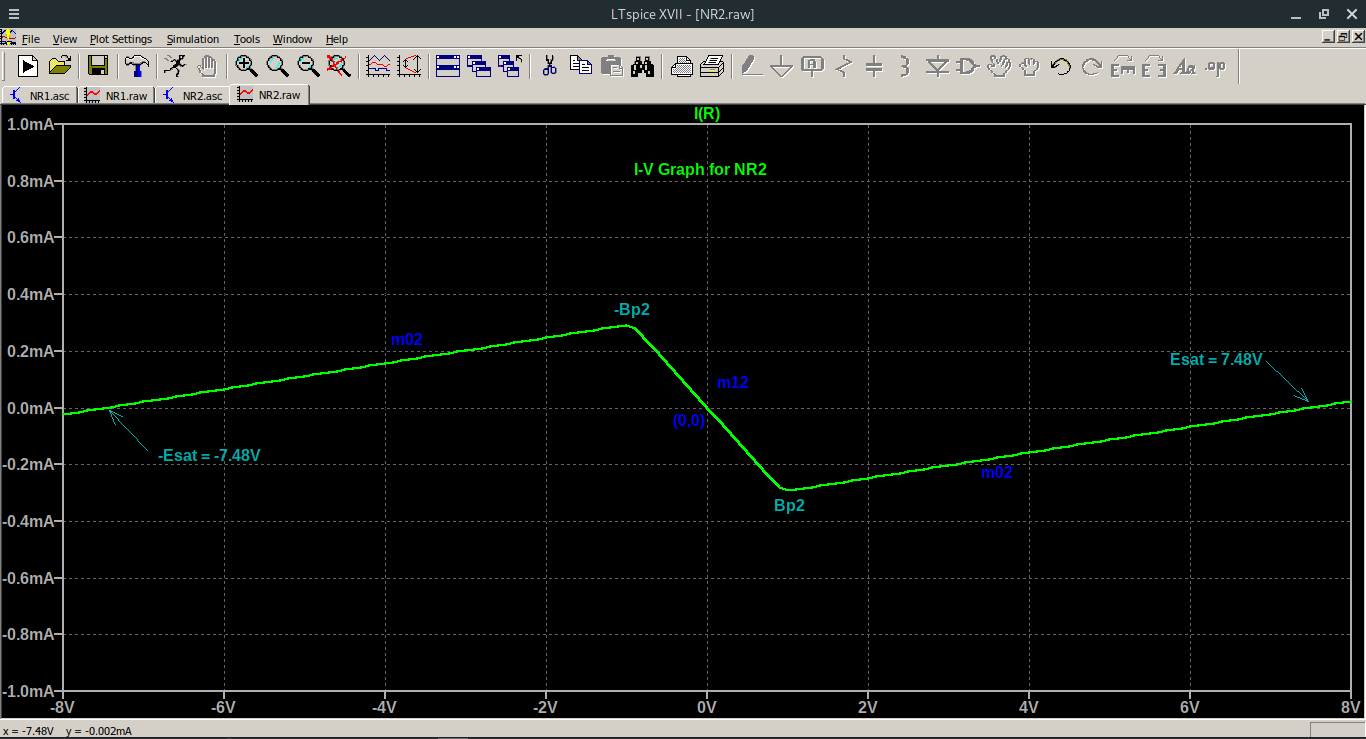 LTspice XVII - [NR2.raw]
File View Plot Settings Simulation Tools Window Help
NR1.asc NR1.raw NR2.asc NR2.raw
I(R)
I-V Graph for NR2
1.0mA
0.8mA
0.6mA
0.4mA
0.2mA
0.0mA
-0.2mA
-0.4mA
-0.6mA
-0.8mA
-1.0mA
-Bp2
m02
m12
(0,0)
Esat = 7.48V
-Esat = -7.48V
m02
Bp2
-8V -6V -4V -2V 0V 2V 4V 6V 8V
x = -7.48V y = -0.002mA